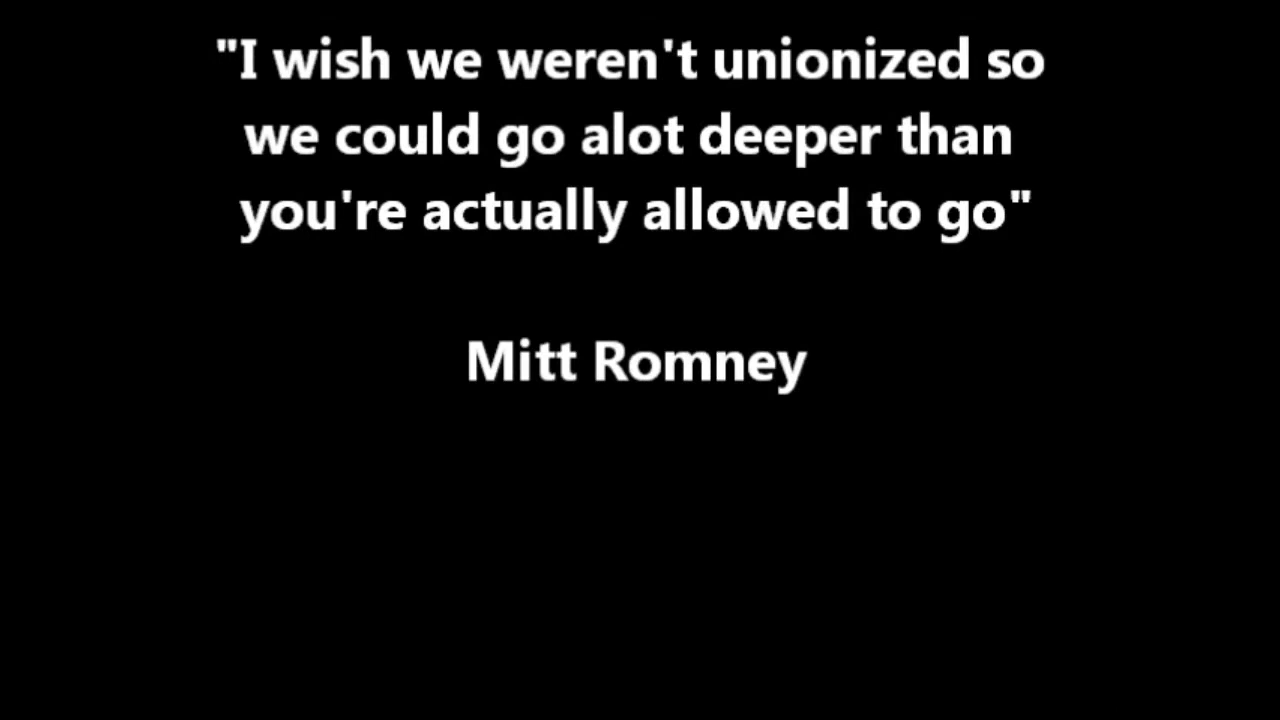 "I wish we weren't unionized so
we could go alot deeper than
you're actually allowed to go"
Mitt Romney